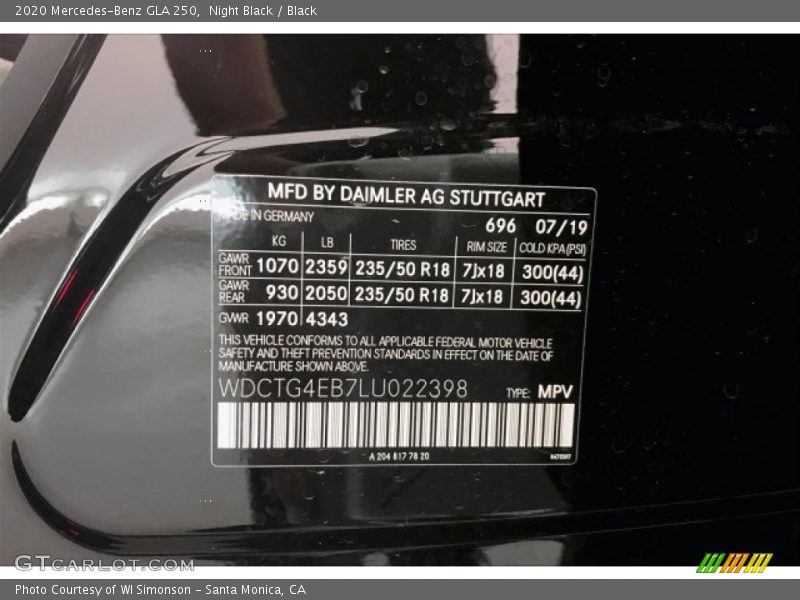 2020 Mercedes-Benz GLA 250,  Night Black / Black
MFD BY DAIMLER AG STUTTGART
MADE IN GERMANY
696 07/19
KG LB TIRES RIM SIZE COLD KPA(PSI)
GAWR FRONT 1070 2359 235/50 R18 7Jx18 300(44)
GAWR REAR 930 2050 235/50 R18 7Jx18 300(44)
GVWR 1970 4343
THIS VEHICLE CONFORMS TO ALL APPLICABLE FEDERAL MOTOR VEHICLE
SAFETY AND THEFT PREVENTION STANDARDS IN EFFECT ON THE DATE OF
MANUFACTURE SHOWN ABOVE.
WDCTG4EB7LU022398 TYPE: MPV
A 204 817 78 20
GTCARLOT.COM
Photo Courtesy of WI Simonson - Santa Monica, CA